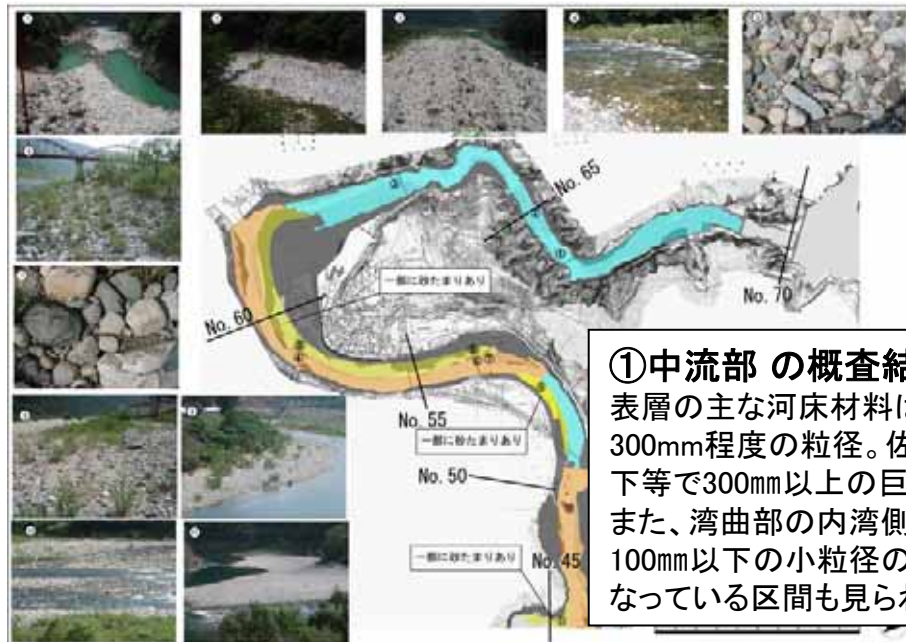 No. 65
No. 70
一部に砂たまりあり
No. 60
No. 55
一部に砂たまりあり
No. 50
一部に砂たまりあり
No. 45
①中流部 の概査結
表層の主な河床材料は
300mm程度の粒径。佐
下等で300㎜以上の巨
また、湾曲部の内湾側
100㎜以下の小粒径の
なっている区間も見られ